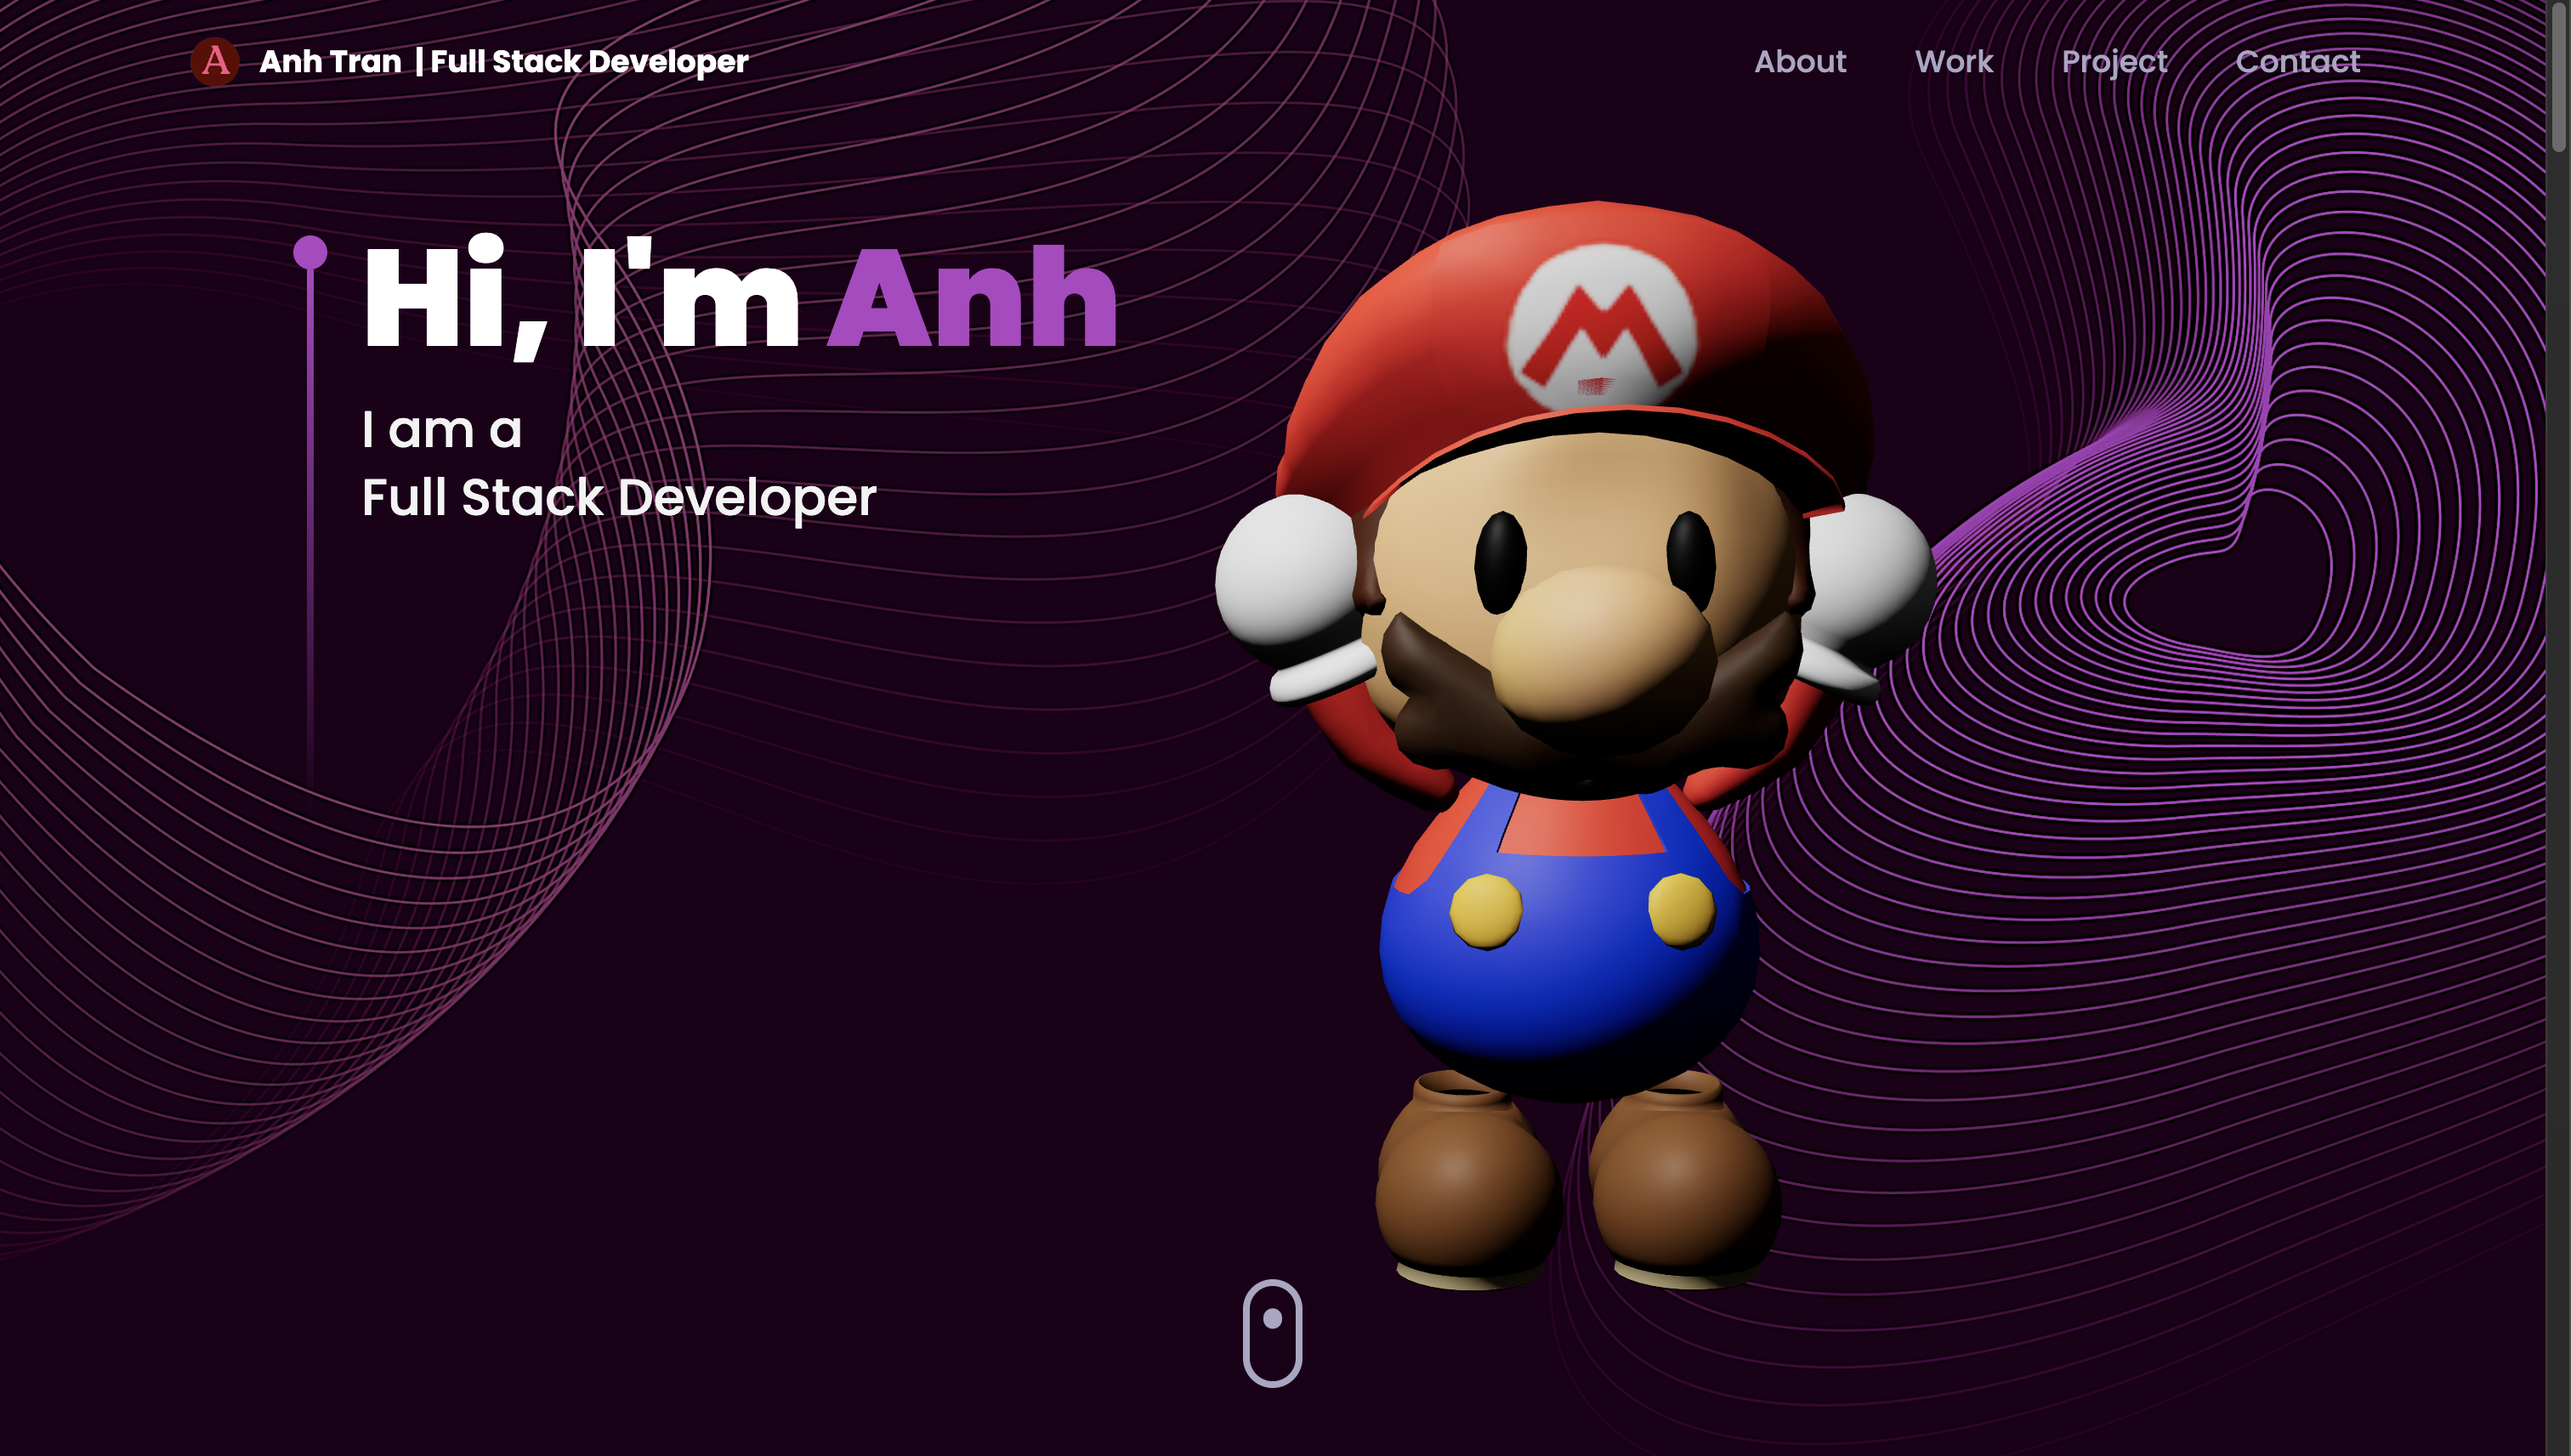 A
Anh Tran | Full Stack Developer
About Work Project Contact
Hi, I'm Anh
I am a
Full Stack Developer
M